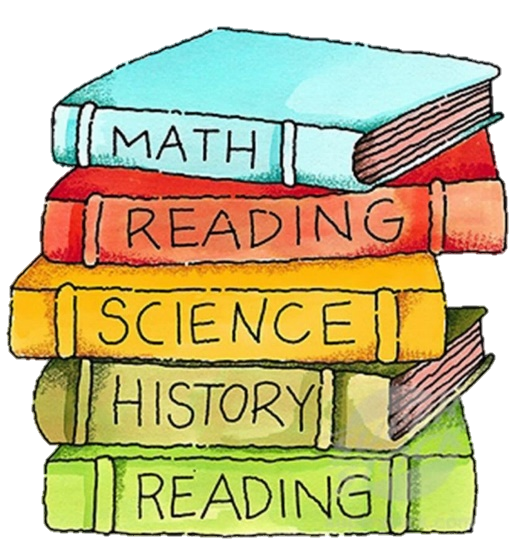 MATH
READING
SCIENCE
HISTORY
READING